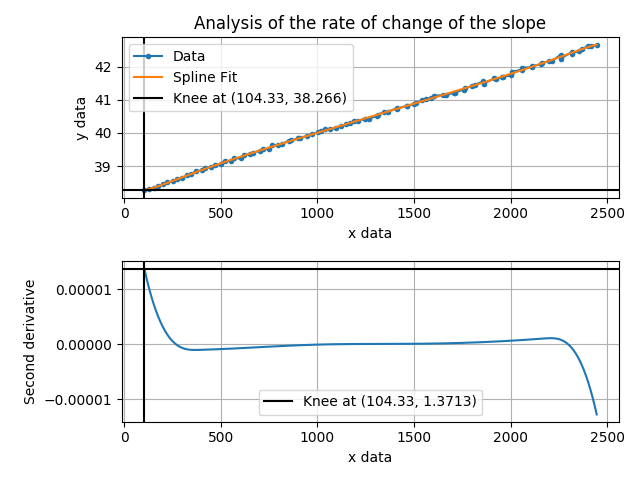 Analysis of the rate of change of the slope
Data
Spline Fit
Knee at (104.33, 38.266)
42
41
40
39
y data
0 500 1000 1500 2000 2500
x data
0.00001
0.00000
−0.00001
Second derivative
Knee at (104.33, 1.3713)
0 500 1000 1500 2000 2500
x data